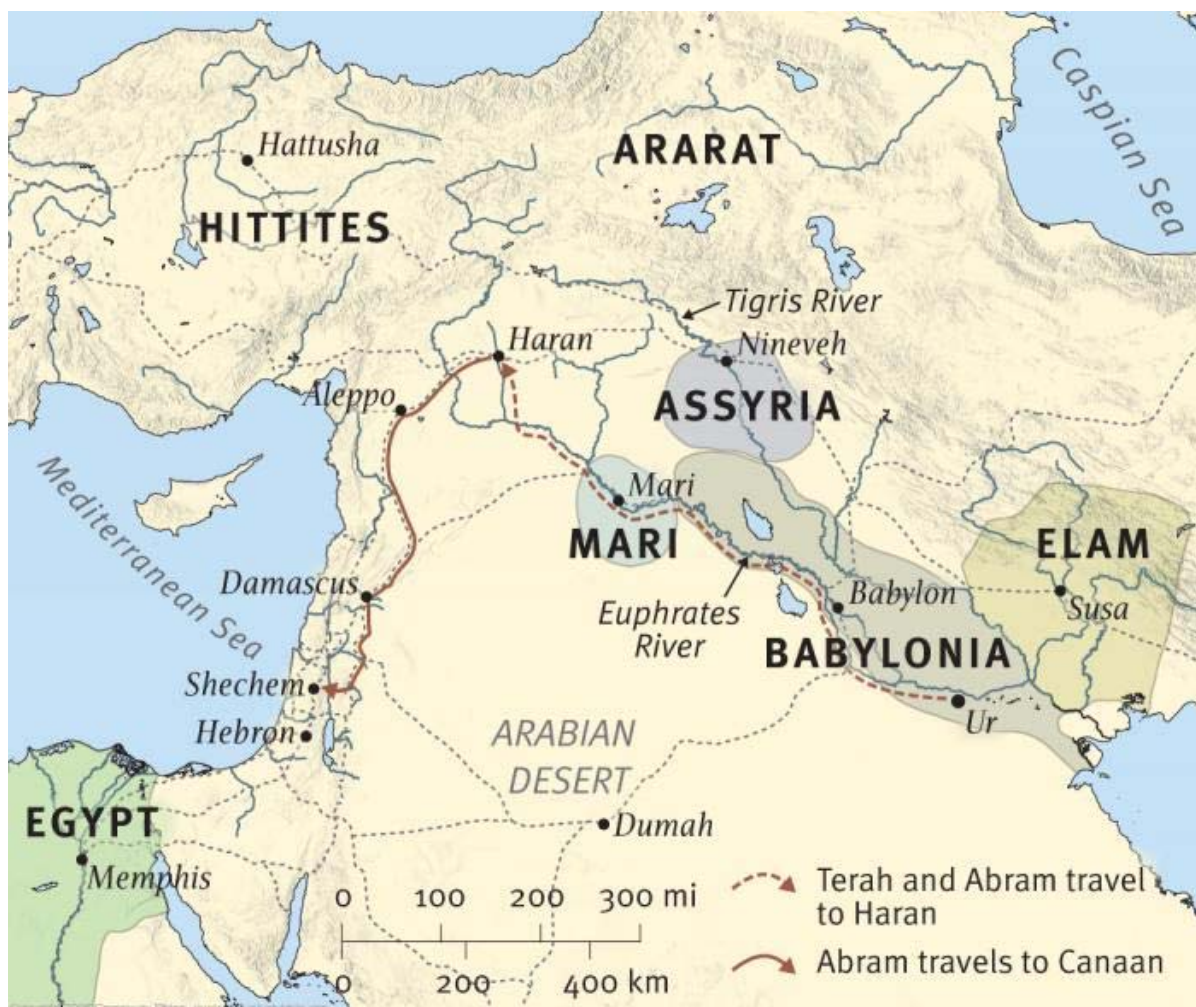 Caspian Sea
Hattusha
ARARAT
HITTITES
Tigris River
Haran
Nineveh
Aleppo
ASSYRIA
Mediterranean Sea
Mari
MARI
ELAM
Damascus
Euphrates
River
Babylon
Susa
BABYLONIA
Shechem
Hebron
Ur
ARABIAN
DESERT
EGYPT
Dumah
Memphis
0 100 200 300 mi
0 200 400 km
Terah and Abram travel
to Haran
Abram travels to Canaan